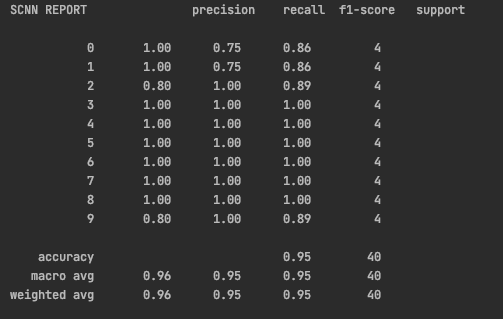 SCNN REPORT precision recall f1-score support
0 1.00 0.75 0.86 4
1 1.00 0.75 0.86 4
2 0.80 1.00 0.89 4
3 1.00 1.00 1.00 4
4 1.00 1.00 1.00 4
5 1.00 1.00 1.00 4
6 1.00 1.00 1.00 4
7 1.00 1.00 1.00 4
8 1.00 1.00 1.00 4
9 0.80 1.00 0.89 4
accuracy 0.95 40
macro avg 0.96 0.95 0.95 40
weighted avg 0.96 0.95 0.95 40